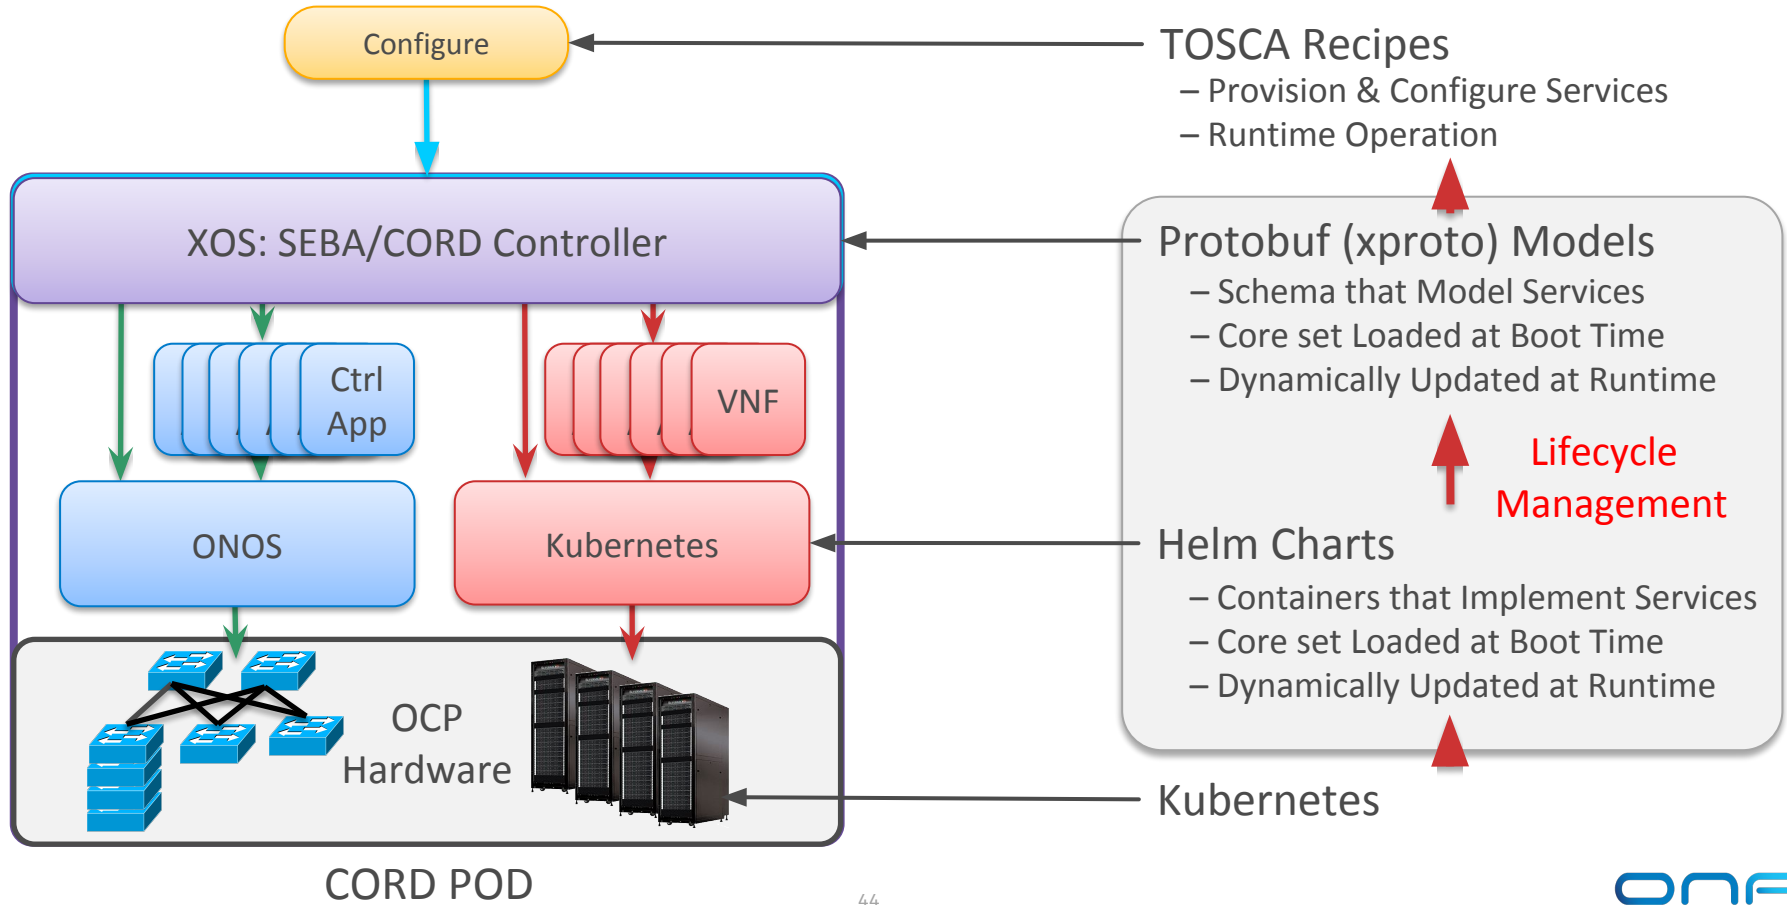 Configure
TOSCA Recipes
– Provision & Configure Services
– Runtime Operation
XOS: SEBA/CORD Controller
Protobuf (xproto) Models
– Schema that Model Services
– Core set Loaded at Boot Time
– Dynamically Updated at Runtime
Ctrl
App
VNF
Lifecycle
Management
ONOS
Kubernetes
Helm Charts
– Containers that Implement Services
– Core set Loaded at Boot Time
– Dynamically Updated at Runtime
OCP
Hardware
Kubernetes
CORD POD
44
ONF